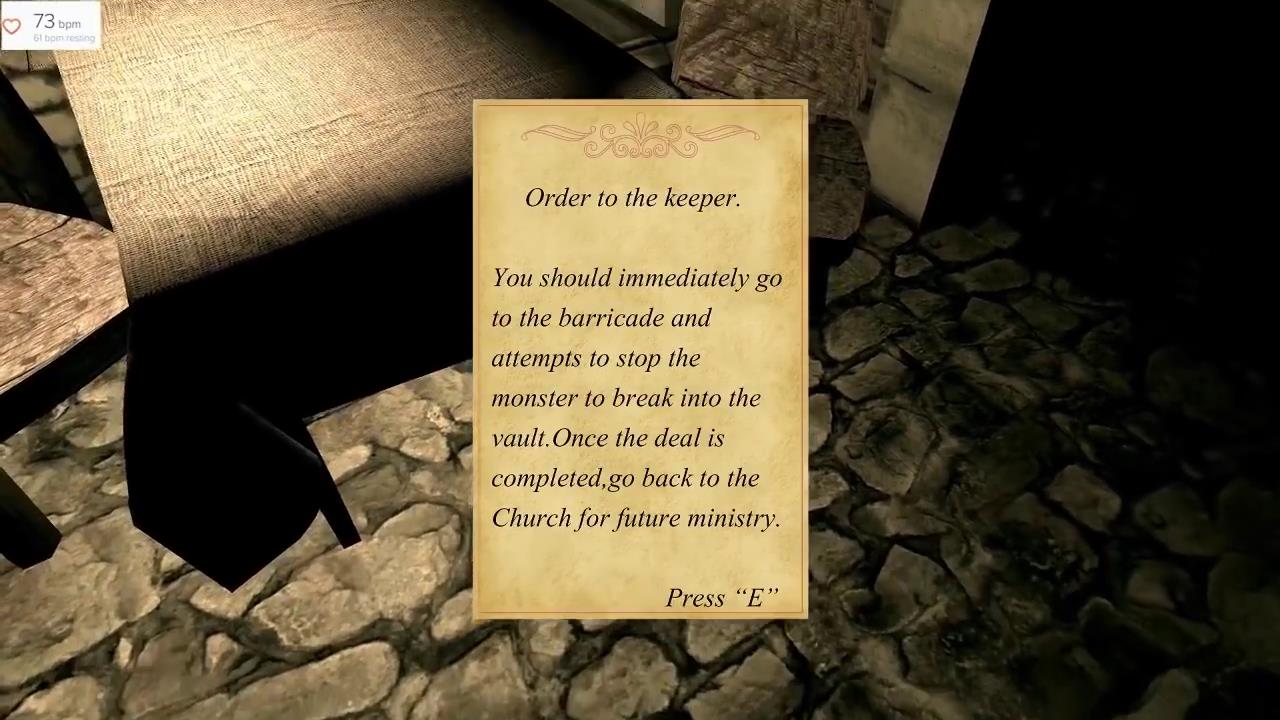 73 bpm
61 bpm resting
Order to the keeper.
You should immediately go
to the barricade and
attempts to stop the
monster to break into the
vault.Once the deal is
completed,go back to the
Church for future ministry.
Press “E”